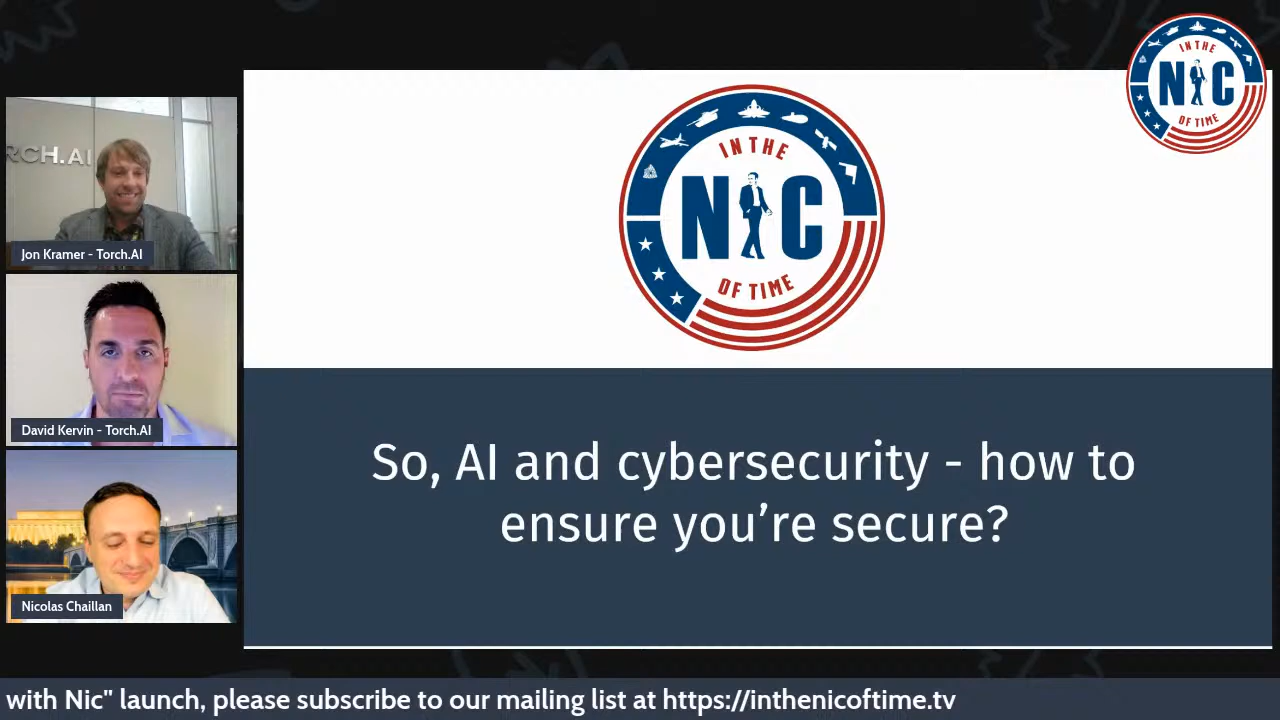 IN THE
NIC
OF TIME
RCH.AI
Jon Kramer - Torch.AI
David Kervin - Torch.AI
Nicolas Chaillan
IN THE
NIC
OF TIME
So, AI and cybersecurity - how to
ensure you're secure?
with Nic" launch, please subscribe to our mailing list at https://inthenicoftime.tv